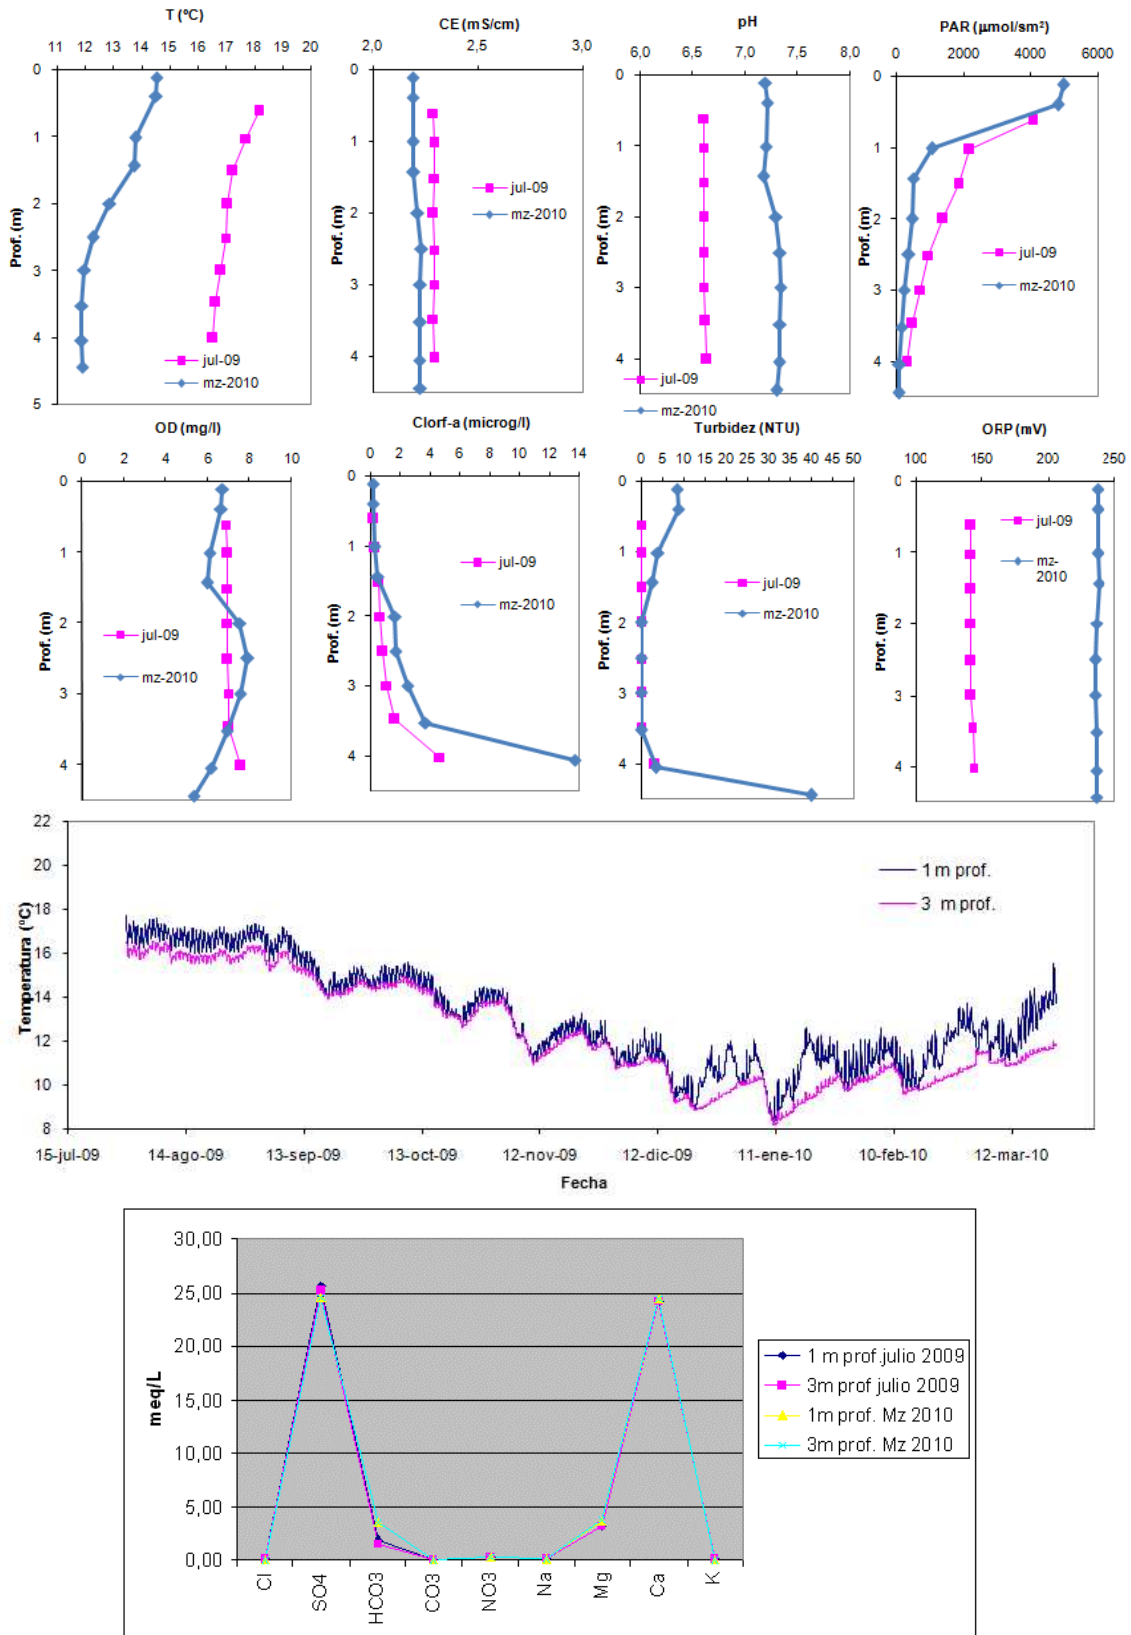 T (ºC)
11 12 13 14 15 16 17 18 19 20
0
1
2
3
4
5
Prof. (m)
jul-09
mz-2010
CE (mS/cm)
2,0 2,5 3,0
0
1
2
3
4
Prof. (m)
jul-09
mz-2010
pH
6,0 6,5 7,0 7,5 8,0
0
1
2
3
4
Prof. (m)
jul-09
mz-2010
PAR (µmol/sm²)
0 2000 4000 6000
0
1
2
3
4
Prof. (m)
jul-09
mz-2010
OD (mg/l)
0 2 4 6 8 10
0
1
2
3
4
Prof. (m)
jul-09
mz-2010
Clorf-a (microg/l)
0 2 4 6 8 10 12 14
0
1
2
3
4
Prof. (m)
jul-09
mz-2010
Turbidez (NTU)
0 5 10 15 20 25 30 35 40 45 50
0
1
2
3
4
Prof. (m)
jul-09
mz-2010
ORP (mV)
100 150 200 250
0
1
2
3
4
Prof. (m)
jul-09
mz-
2010
22
20
18
16
14
12
10
8
Temperatura (ºC)
1 m prof.
3 m prof.
15-jul-09 14-ago-09 13-sep-09 13-oct-09 12-nov-09 12-dic-09 11-ene-10 10-feb-10 12-mar-10
Fecha
30,00
25,00
20,00
15,00
10,00
5,00
0,00
meq/L
Cl SO4 HCO3 CO3 NO3 Na Mg Ca K
1 m prof.julio 2009
3m prof julio 2009
1m prof. Mz 2010
3m prof. Mz 2010